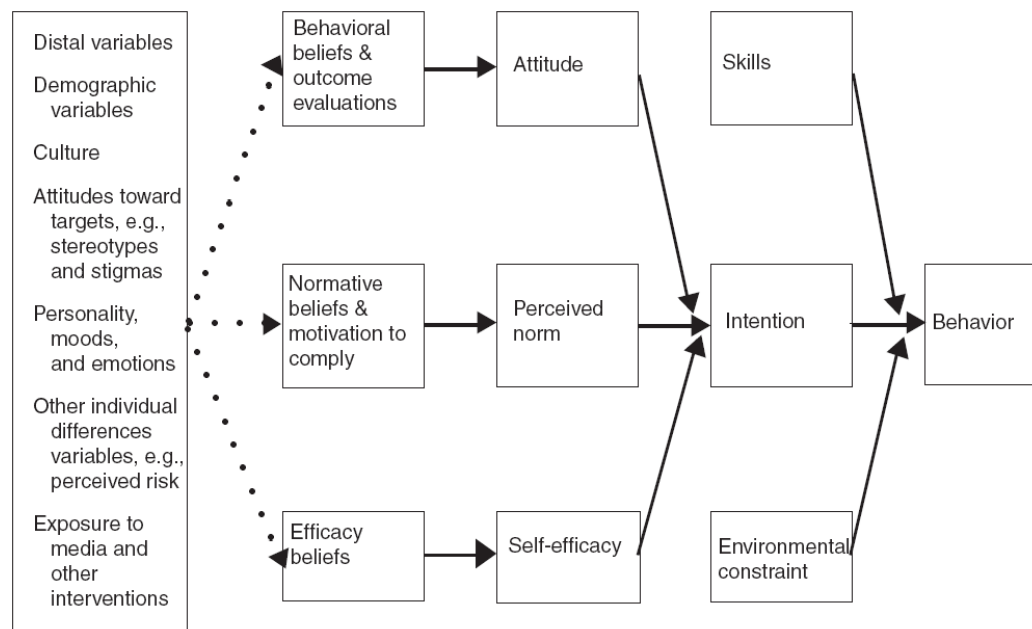 Distal variables
Demographic
variables
Culture
Attitudes toward
targets, e.g.,
stereotypes
and stigmas
Personality,
moods,
and emotions
Other individual
differences
variables, e.g.,
perceived risk
Exposure to
media and
other
interventions
Behavioral
beliefs &
outcome
evaluations
Attitude
Skills
Normative
beliefs &
motivation to
comply
Perceived
norm
Intention
Behavior
Efficacy
beliefs
Self-efficacy
Environmental
constraint